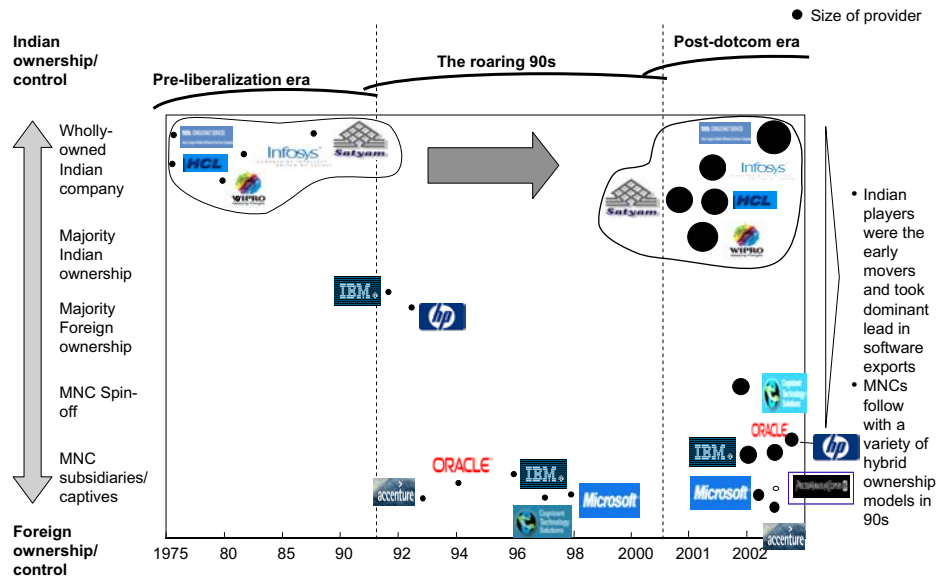 Size of provider
Indian
ownership/
control
Pre-liberalization era
The roaring 90s
Post-dotcom era
Wholly-
owned
Indian
company
Majority
Indian
ownership
Majority
Foreign
ownership
MNC Spin-
off
MNC
subsidiaries/
captives
Foreign
ownership/
control
HCL
Infosys
WIPRO
Satyam
Satyam
Infosys
HCL
WIPRO
IBM
hp
accenture
ORACLE
IBM
Cognizant
Technology
Solutions
Microsoft
Cognizant
Technology
Solutions
ORACLE
IBM
hp
Microsoft
accenture
1975
80
85
90
92
94
96
98
2000
2001
2002
• Indian
players
were the
early
movers
and took
dominant
lead in
software
exports
• MNCs
follow
with a
variety of
hybrid
ownership
models in
90s